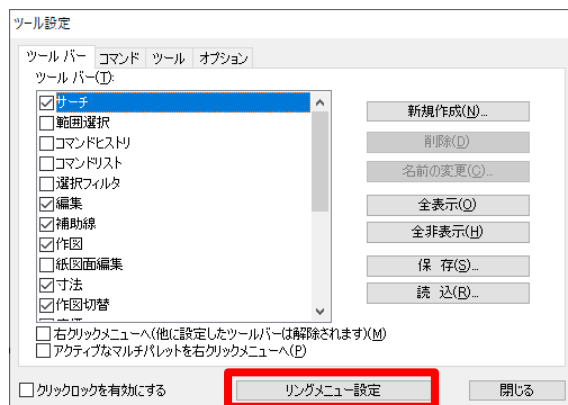 ツール設定
ツール バー コマンド ツール オプション
ツール バー(T):
サーチ
範囲選択
コマンドヒストリ
コマンドリスト
選択フィルタ
編集
補助線
作図
紙図面編集
寸法
作図切替
新規作成(N)...
削除(D)
名前の変更(C)...
全表示(O)
全非表示(H)
保 存(S)...
読 込(R)...
右クリックメニューへ(他に設定したツールバーは解除されます)(M)
アクティブなマルチパレットを右クリックメニューへ(P)
クリックロックを有効にする
リングメニュー設定
閉じる